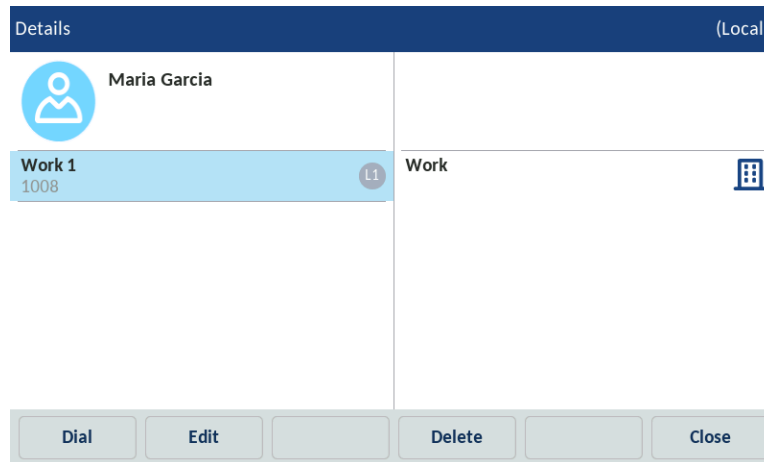 Details (Local
Maria Garcia
Work 1
1008
L1
Work
Dial Edit Delete Close